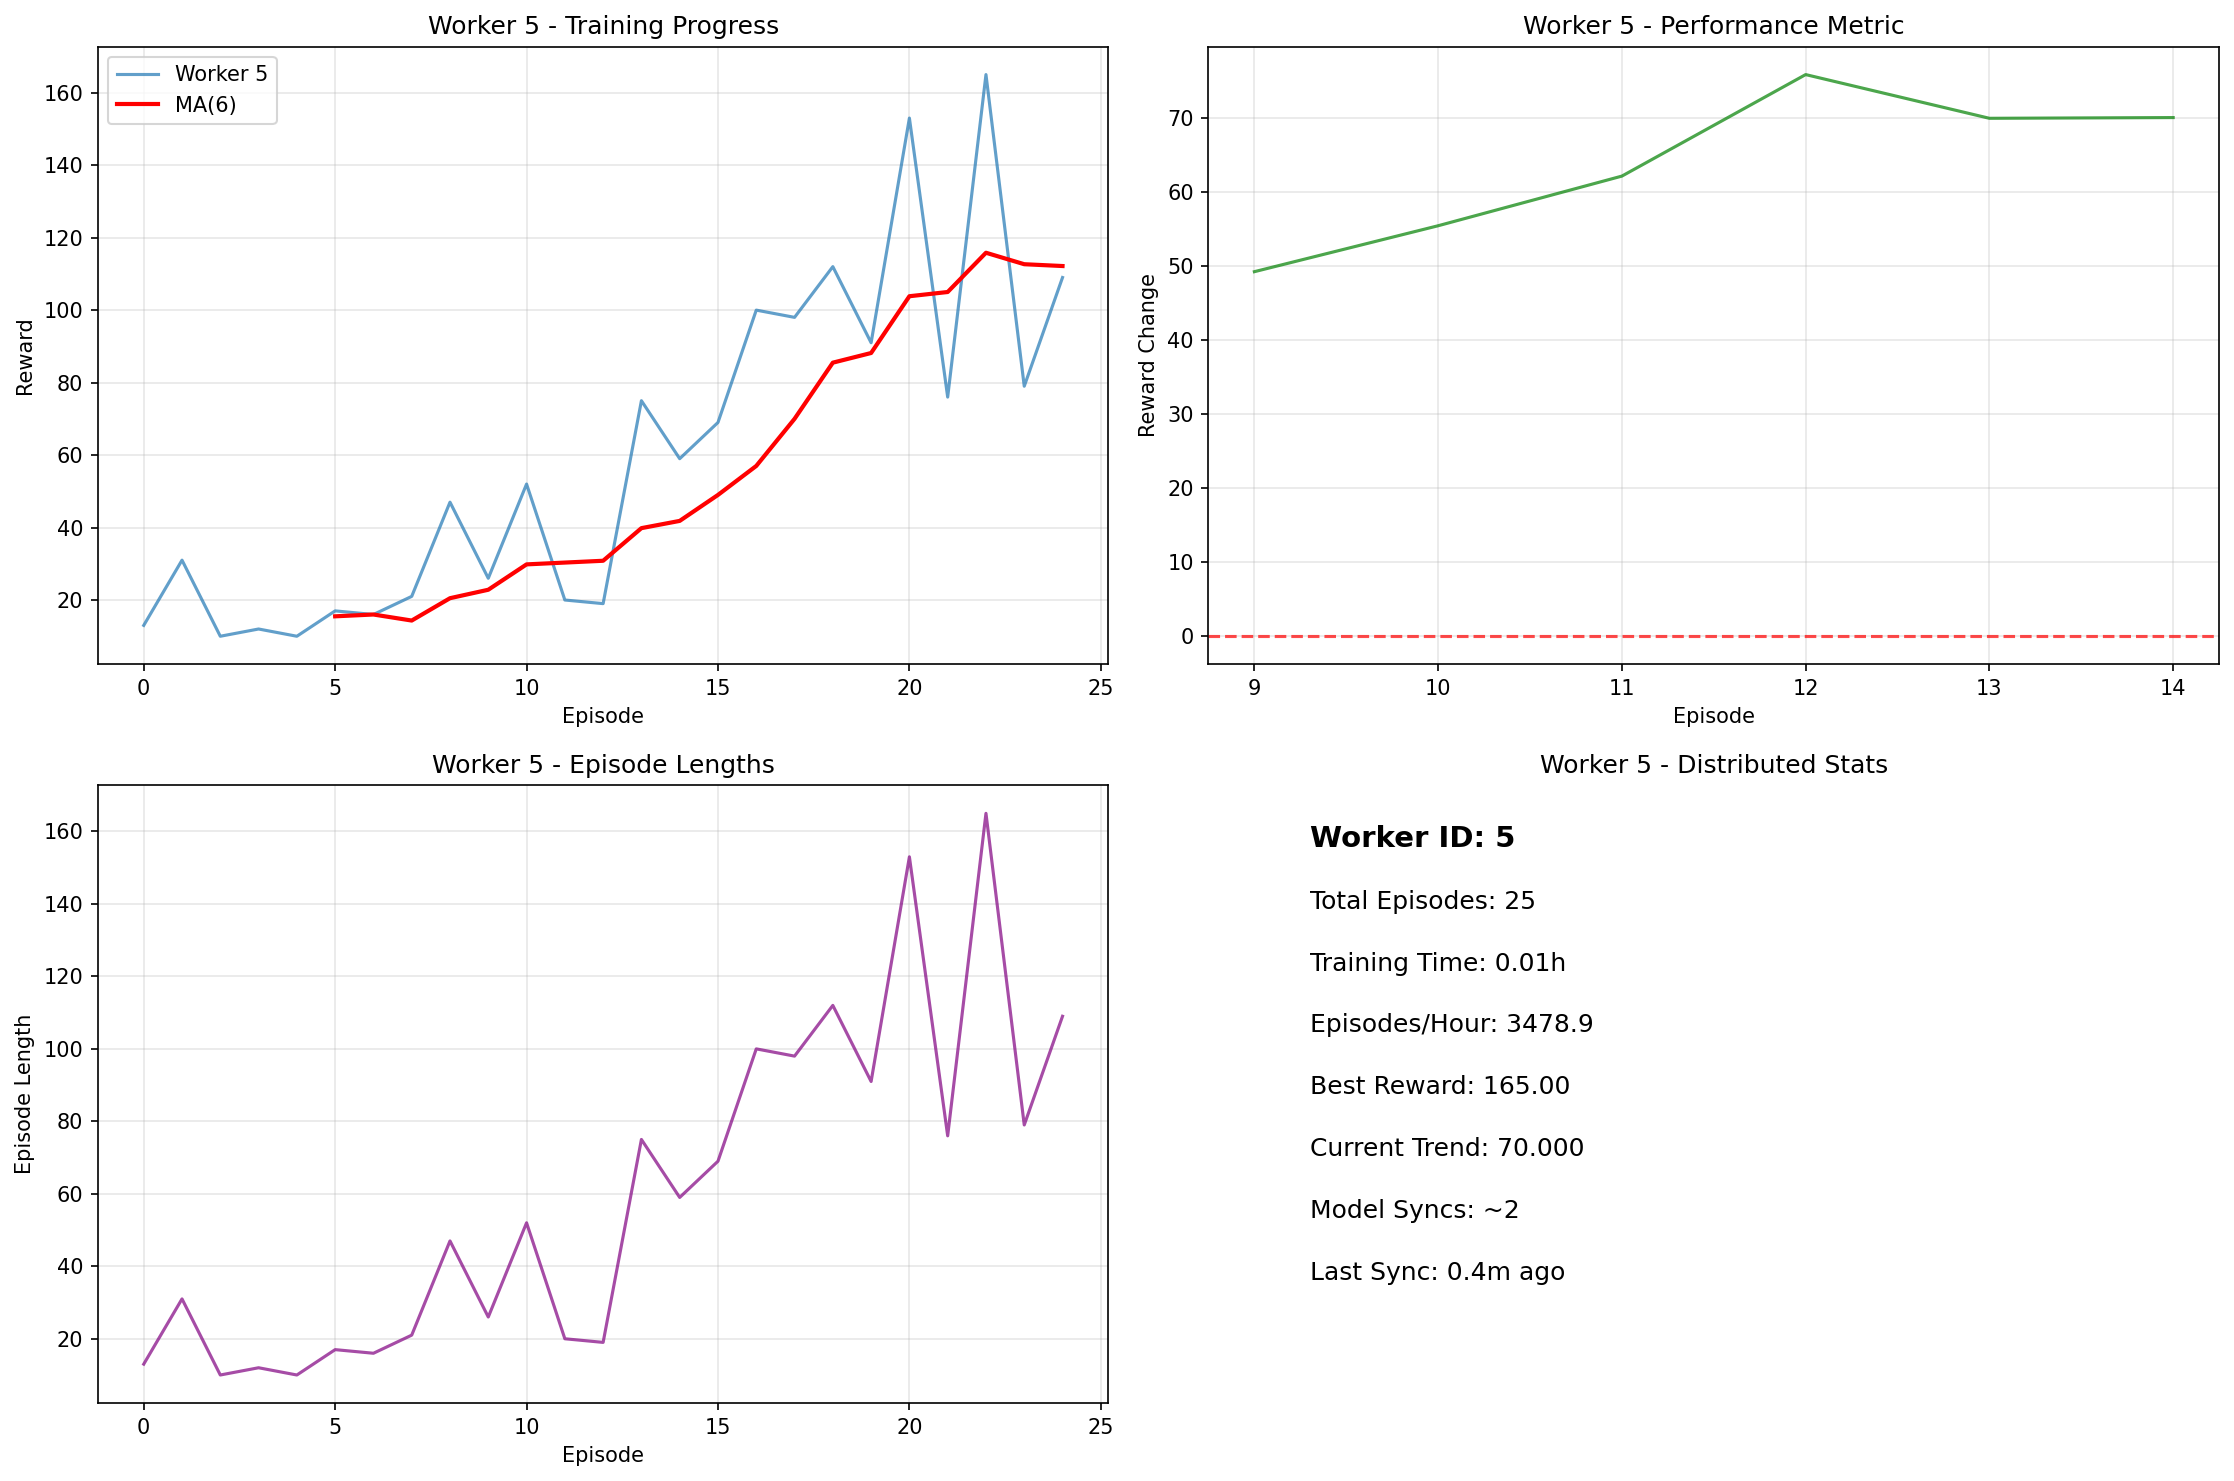 Worker 5 - Training Progress
Worker 5
MA(6)
Reward
160
140
120
100
80
60
40
20
0 5 10 15 20 25
Episode
Worker 5 - Performance Metric
Reward Change
70
60
50
40
30
20
10
0
9 10 11 12 13 14
Episode
Worker 5 - Episode Lengths
Episode Length
160
140
120
100
80
60
40
20
0 5 10 15 20 25
Episode
Worker 5 - Distributed Stats
Worker ID: 5
Total Episodes: 25
Training Time: 0.01h
Episodes/Hour: 3478.9
Best Reward: 165.00
Current Trend: 70.000
Model Syncs: ~2
Last Sync: 0.4m ago